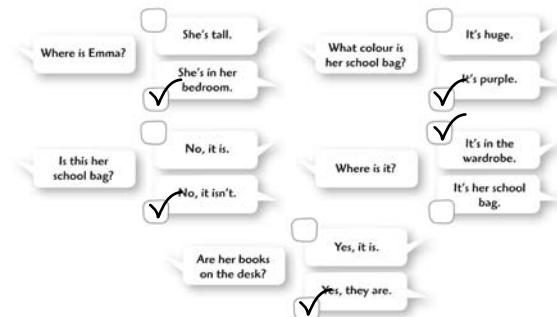 Where is Emma?
She's tall.
She's in her
bedroom.
What colour is
her school bag?
It's huge.
It's purple.
Is this her
school bag?
No, it is.
No, it isn't.
Where is it?
It's in the
wardrobe.
It's her school
bag.
Are her books
on the desk?
Yes, it is.
Yes, they are.